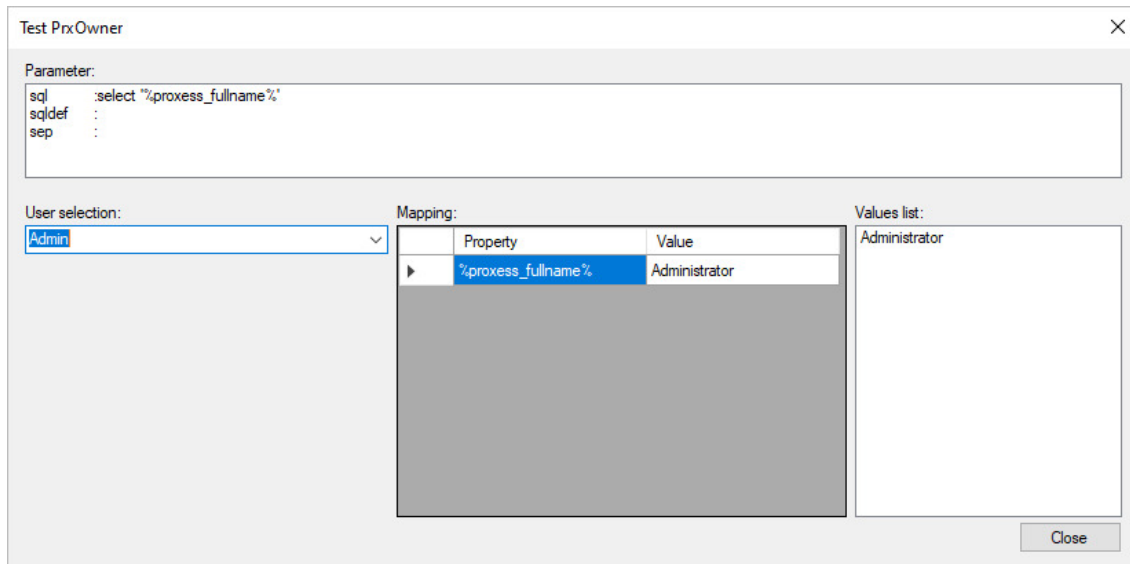 Test PrxOwner
Parameter:
sql :select '%proxess_fullname%'
sqldef :
sep :
User selection:
Admin
Mapping:
Property Value
%proxess_fullname% Administrator
Values list:
Administrator
Close